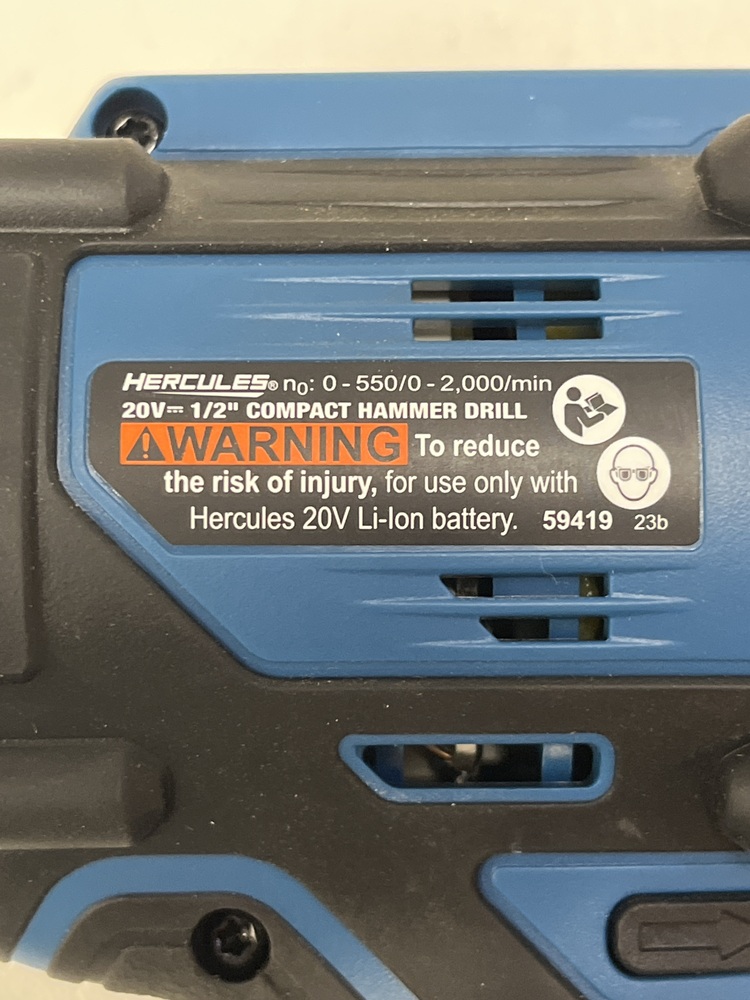 HERCULES® n0: 0 - 550/0 - 2,000/min
20V⎓ 1/2" COMPACT HAMMER DRILL
⚠WARNING To reduce
the risk of injury, for use only with
Hercules 20V Li-Ion battery. 59419 23b